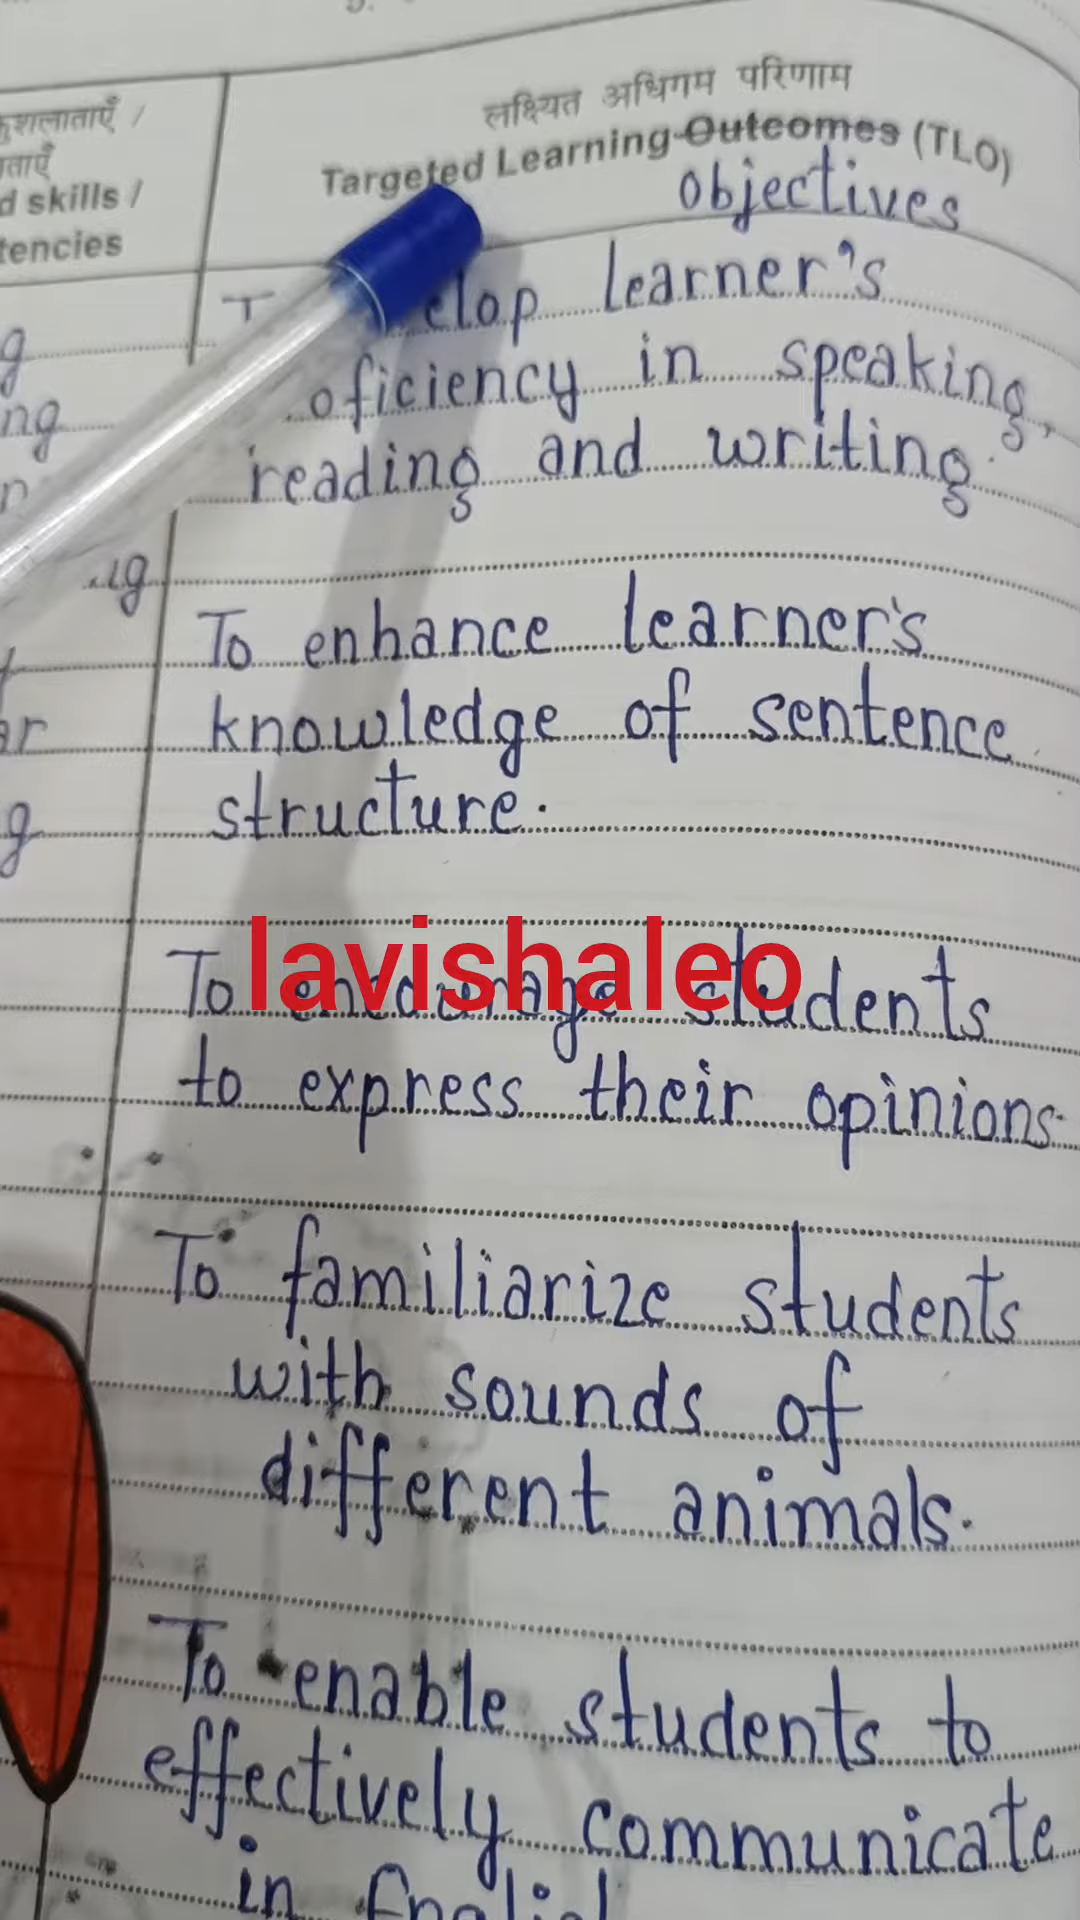 लक्ष्यित अधिगम परिणाम
Targeted Learning Outcomes (TLO)
objectives
d skills /
tencies
learner's
in speaking,
reading and writing.
To enhance learner's
knowledge of sentence
structure.
lavishaleo
To encourage students
to express their opinions.
To familiarize students
with sounds of
different animals.
To enable students to
effectively communicate
in